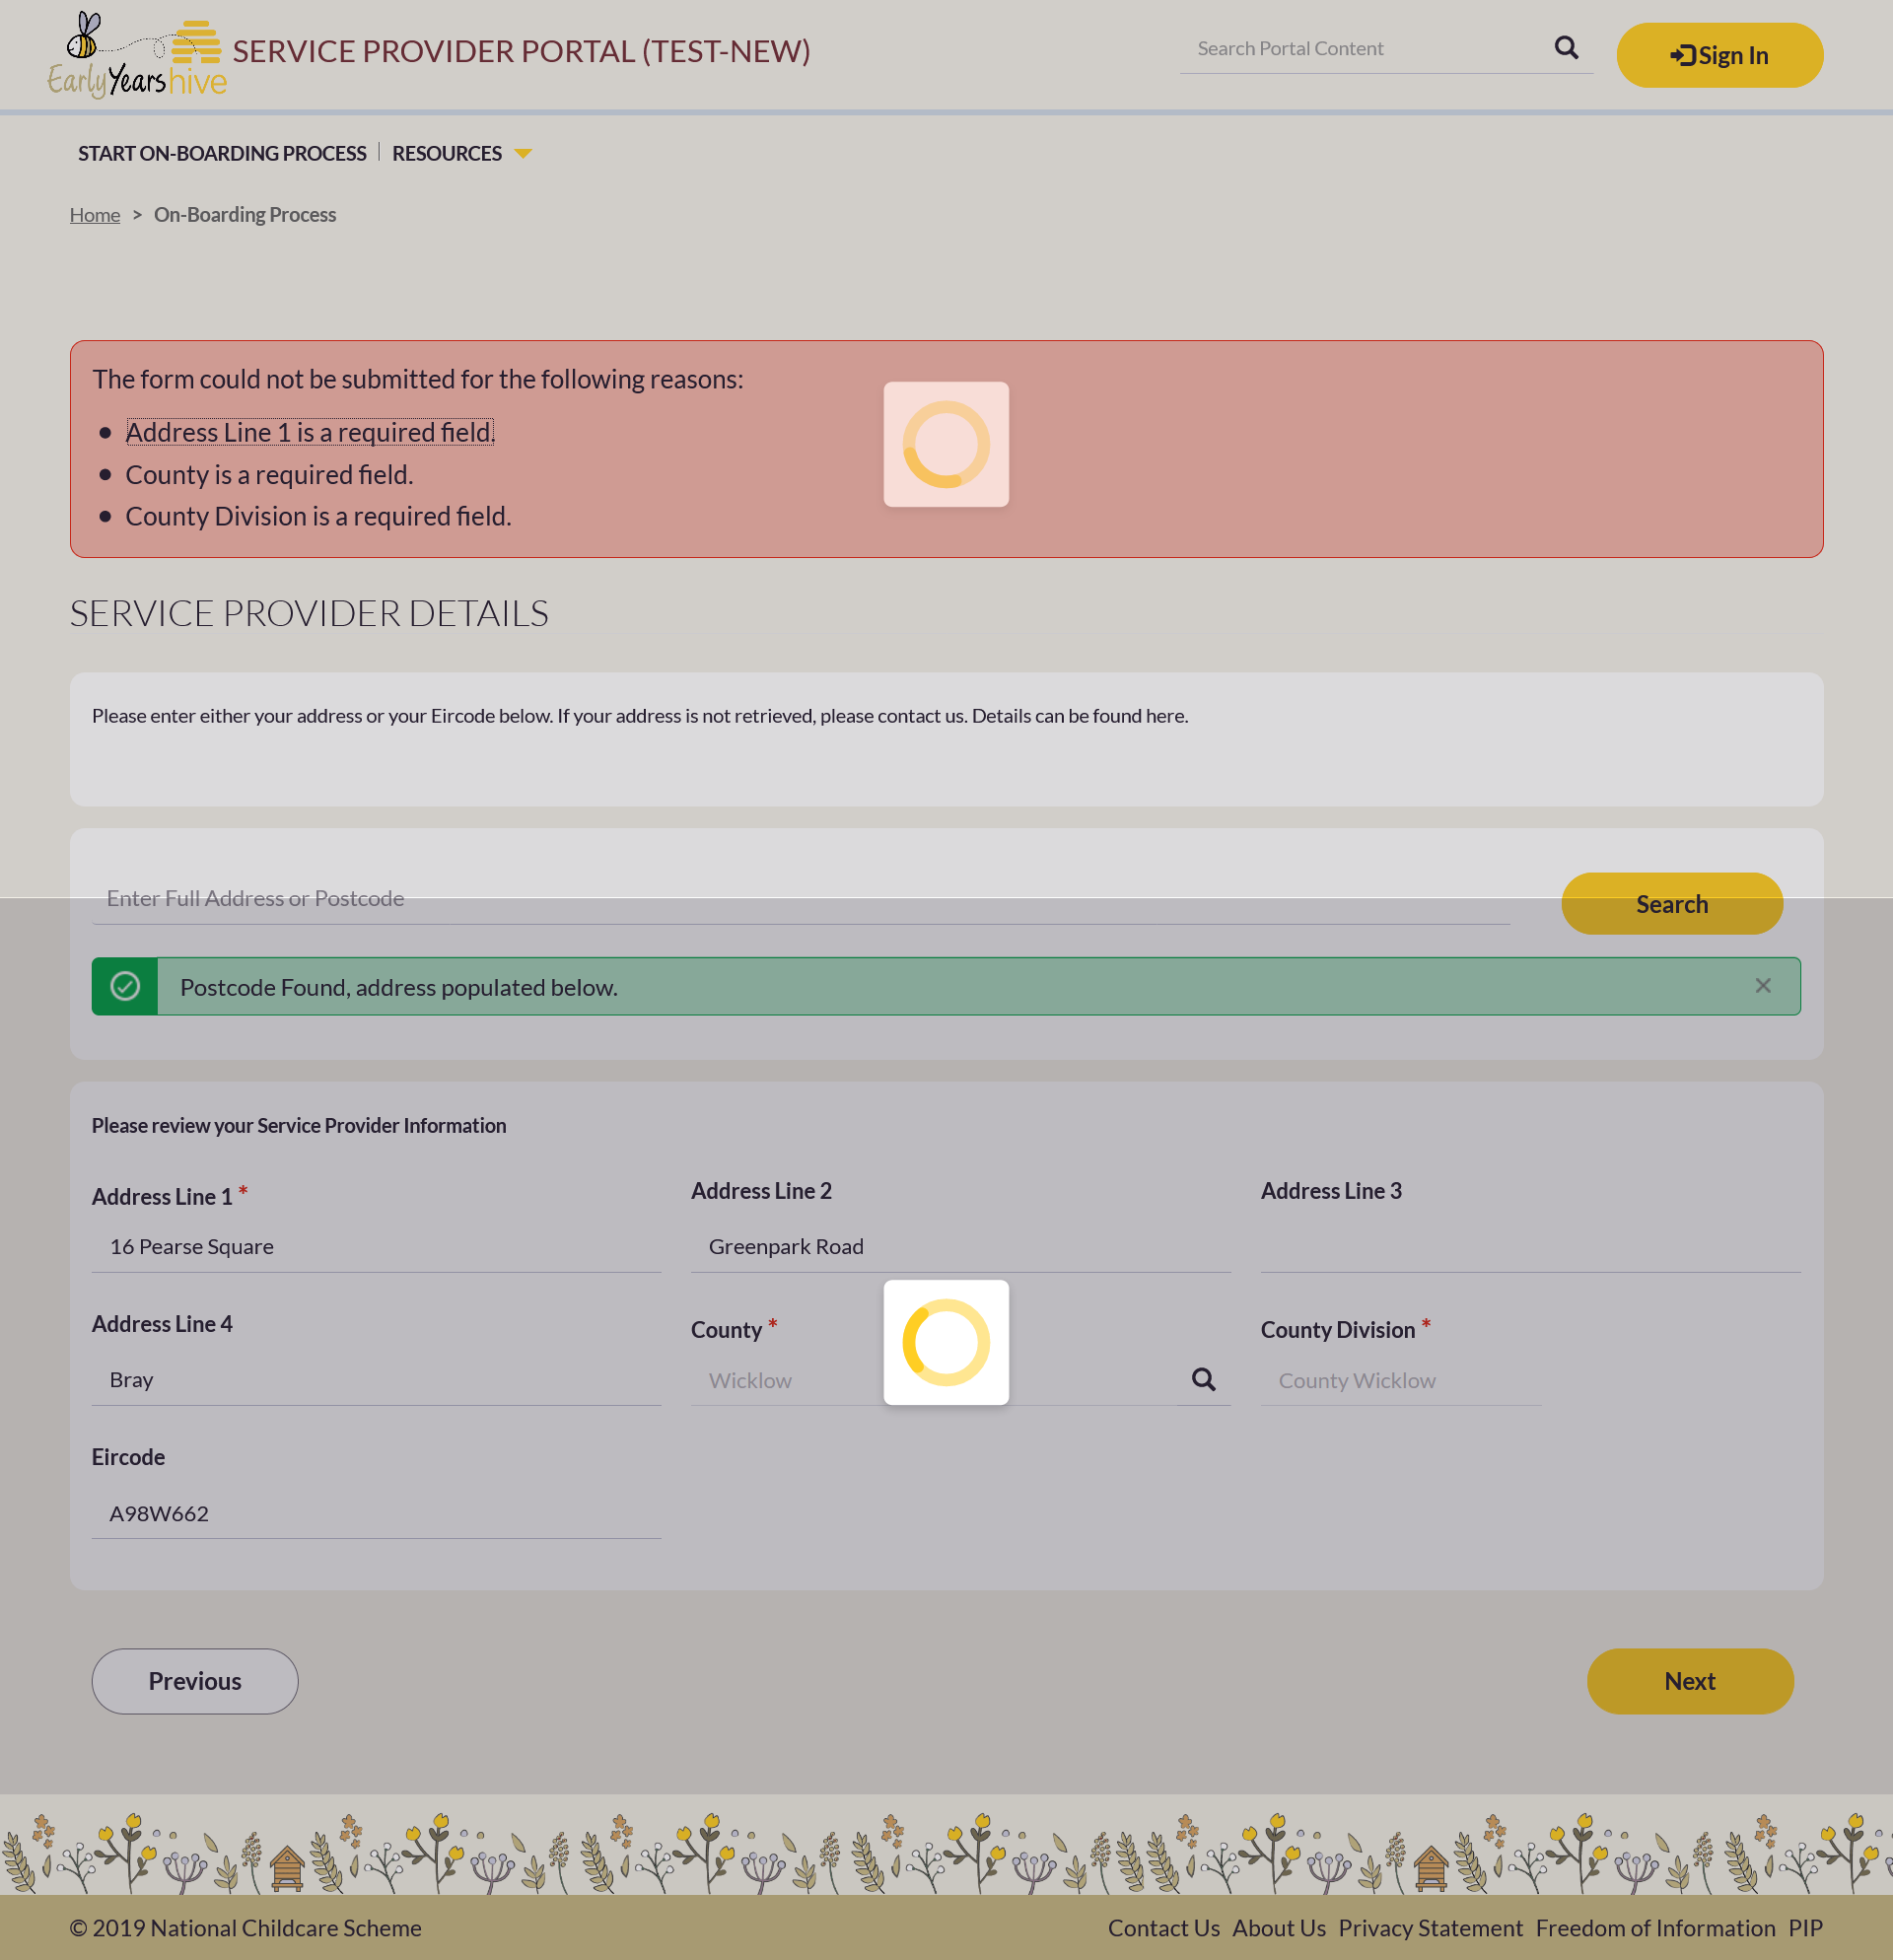 EarlyYearshive SERVICE PROVIDER PORTAL (TEST-NEW)
Search Portal Content
Sign In
START ON-BOARDING PROCESS | RESOURCES
Home > On-Boarding Process
The form could not be submitted for the following reasons:
Address Line 1 is a required field.
County is a required field.
County Division is a required field.
SERVICE PROVIDER DETAILS
Please enter either your address or your Eircode below. If your address is not retrieved, please contact us. Details can be found here.
Enter Full Address or Postcode
Search
Postcode Found, address populated below.
Please review your Service Provider Information
Address Line 1 *
Address Line 2
Address Line 3
16 Pearse Square
Greenpark Road
Address Line 4
County *
County Division *
Bray
Wicklow
County Wicklow
Eircode
A98W662
Previous
Next
© 2019 National Childcare Scheme
Contact Us About Us Privacy Statement Freedom of Information PIP